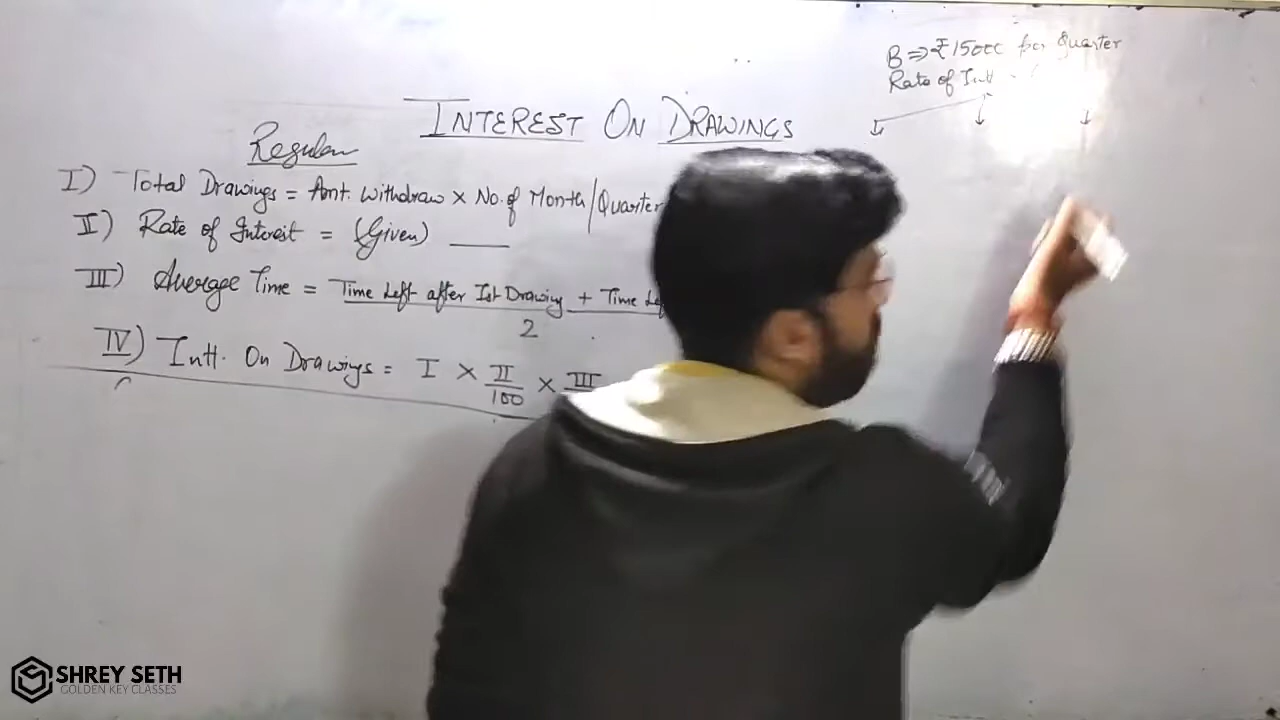 B ⇒ ₹15000 per Quarter
Rate of Intt
INTEREST ON DRAWINGS
Regular
I) Total Drawings = Amt. Withdraw × No. of Month/Quarter
II) Rate of Interest = (Given) ____
III) Average Time = Time Left after Ist Drawing + Time
2
IV) Intt. On Drawings = I × II/100 × III
SHREY SETH
GOLDEN KEY CLASSES